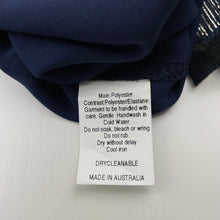 Main:Polyester
Contrast:Polyester/Elastane
Garment to be handled with
care. Gentle Handwash in
Cold Water
Do not soak, bleach or wring
Do not rub.
Dry without delay
Cool iron
DRYCLEANABLE
MADE IN AUSTRALIA